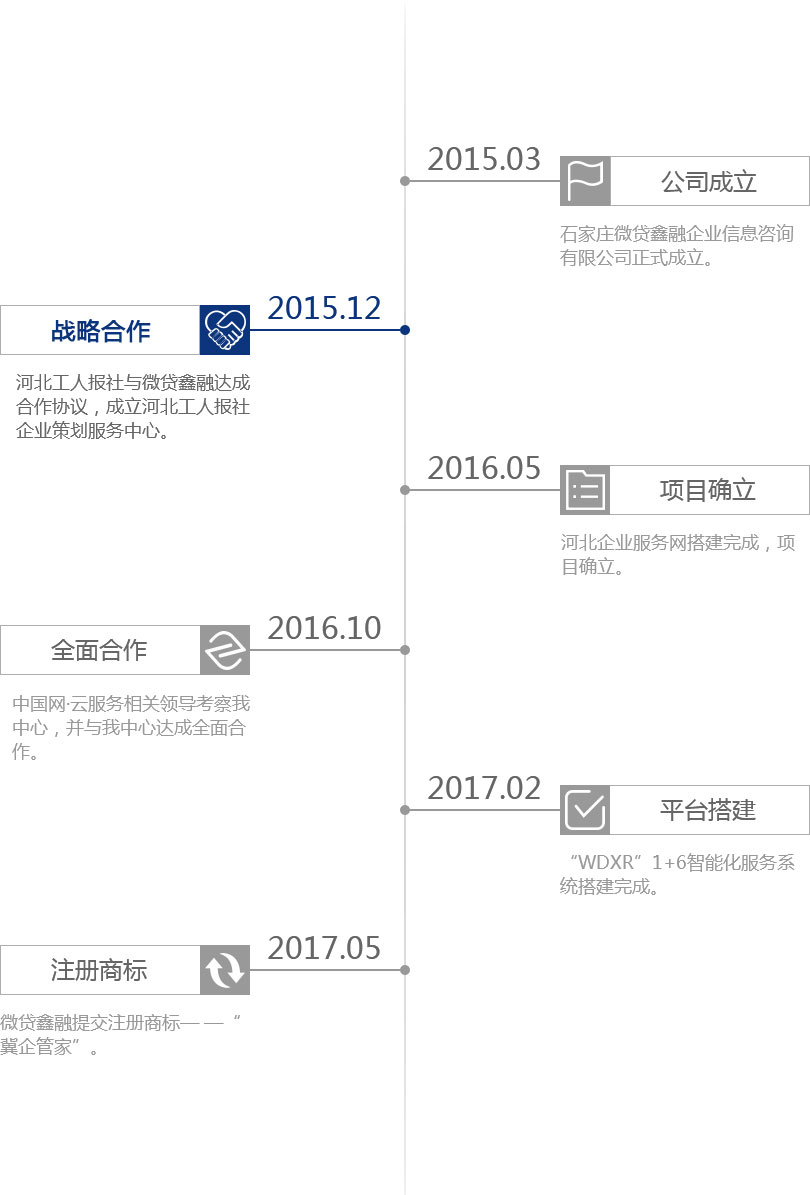 2015.03
公司成立
石家庄微贷鑫融企业信息咨询
有限公司正式成立。
2015.12
战略合作
河北工人报社与微贷鑫融达成
合作协议，成立河北工人报社
企业策划服务中心。
2016.05
项目确立
河北企业服务网搭建完成，项
目确立。
2016.10
全面合作
中国网·云服务相关领导考察我
中心，并与我中心达成全面合
作。
2017.02
平台搭建
“WDXR”1+6智能化服务系
统搭建完成。
2017.05
注册商标
微贷鑫融提交注册商标——“
冀企管家”。